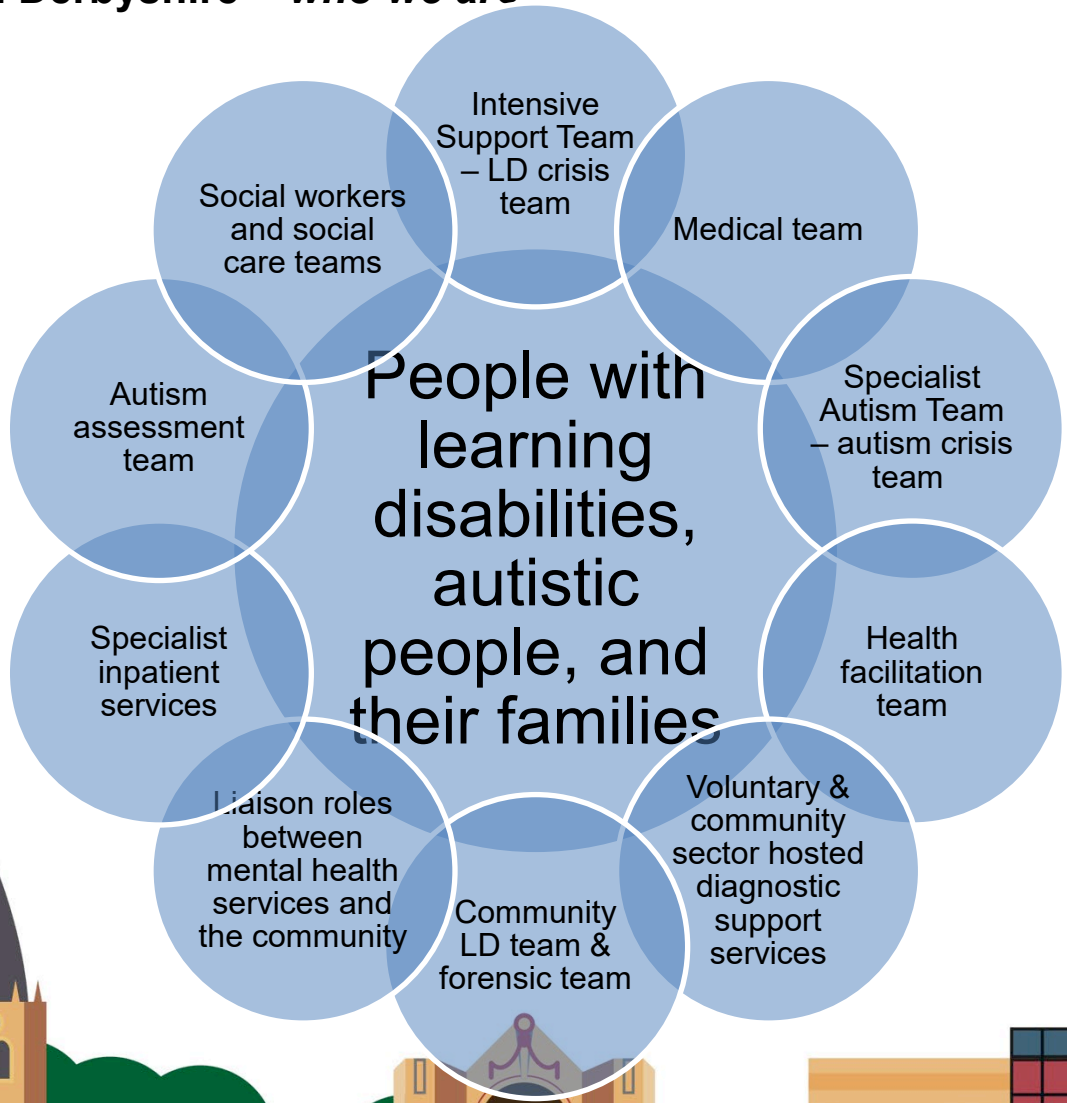 Derbyshire – who we are
Intensive
Support Team
– LD crisis
team
Medical team
Specialist
Autism Team
– autism crisis
team
Health
facilitation
team
Voluntary &
community
sector hosted
diagnostic
support
services
Community
LD team &
forensic team
Liaison roles
between
mental health
services and
the community
Specialist
inpatient
services
Autism
assessment
team
Social workers
and social
care teams
People with
learning
disabilities,
autistic
people, and
their families